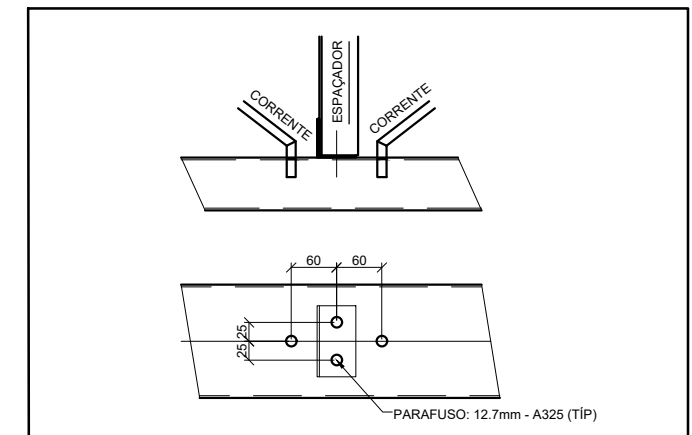 CORRENTE
ESPAÇADOR
CORRENTE
60
60
25
25
PARAFUSO: 12.7mm - A325 (TÍP)